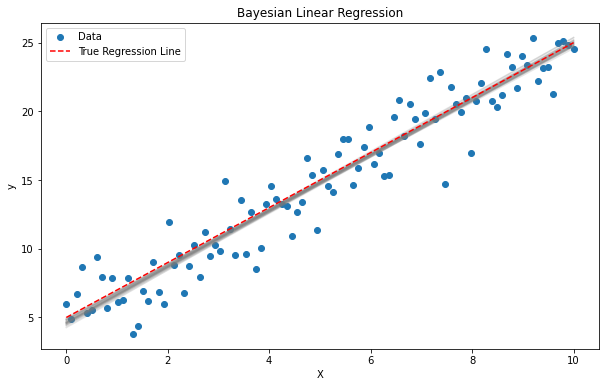 Bayesian Linear Regression
Data
True Regression Line
25
20
15
10
5
y
0 2 4 6 8 10
X